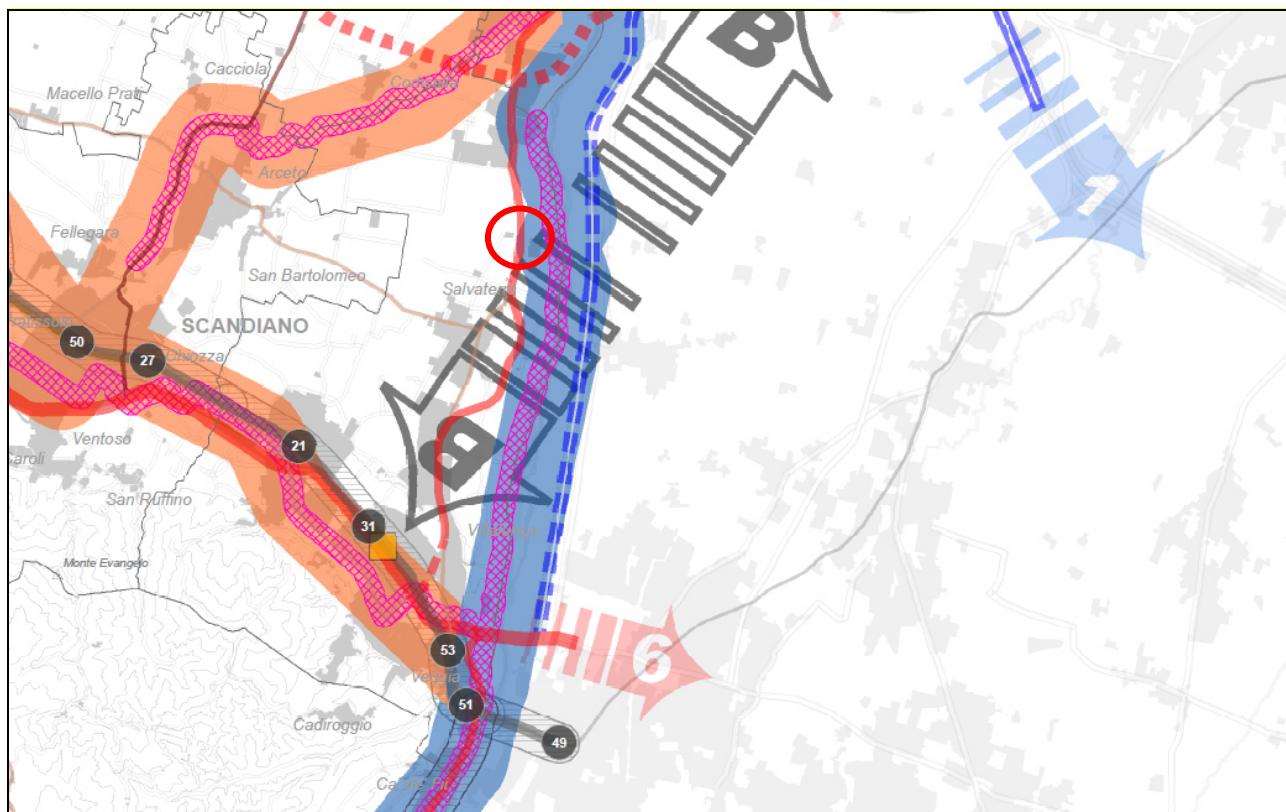 B
Cacciola
Macello Prati
Arceto
1
Fellegara
San Bartolomeo
Salvaterra
SCANDIANO
50
27
Chiozza
B
21
Ventoso
San Ruffino
31
Monte Evangelo
6
53
Veggia
51
Cadiroggio
49